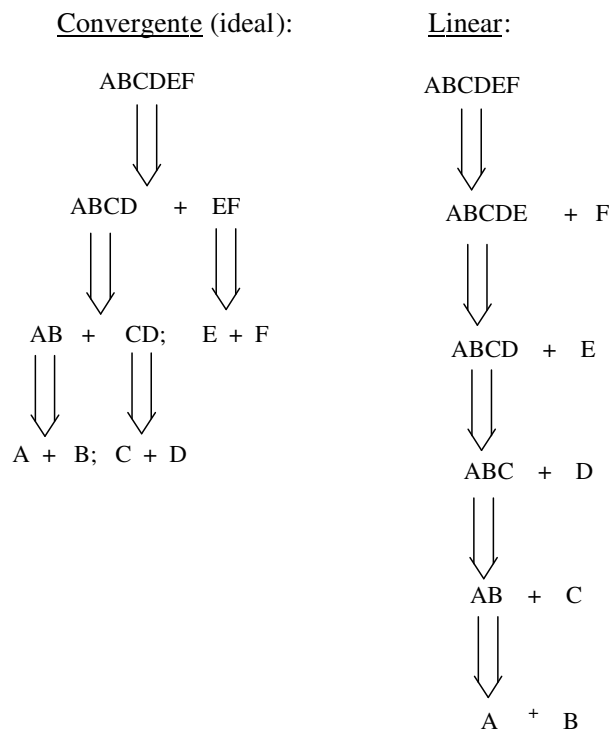 Convergente (ideal):
ABCDEF
ABCD + EF
AB + CD; E + F
A + B; C + D
Linear:
ABCDEF
ABCDE + F
ABCD + E
ABC + D
AB + C
A + B